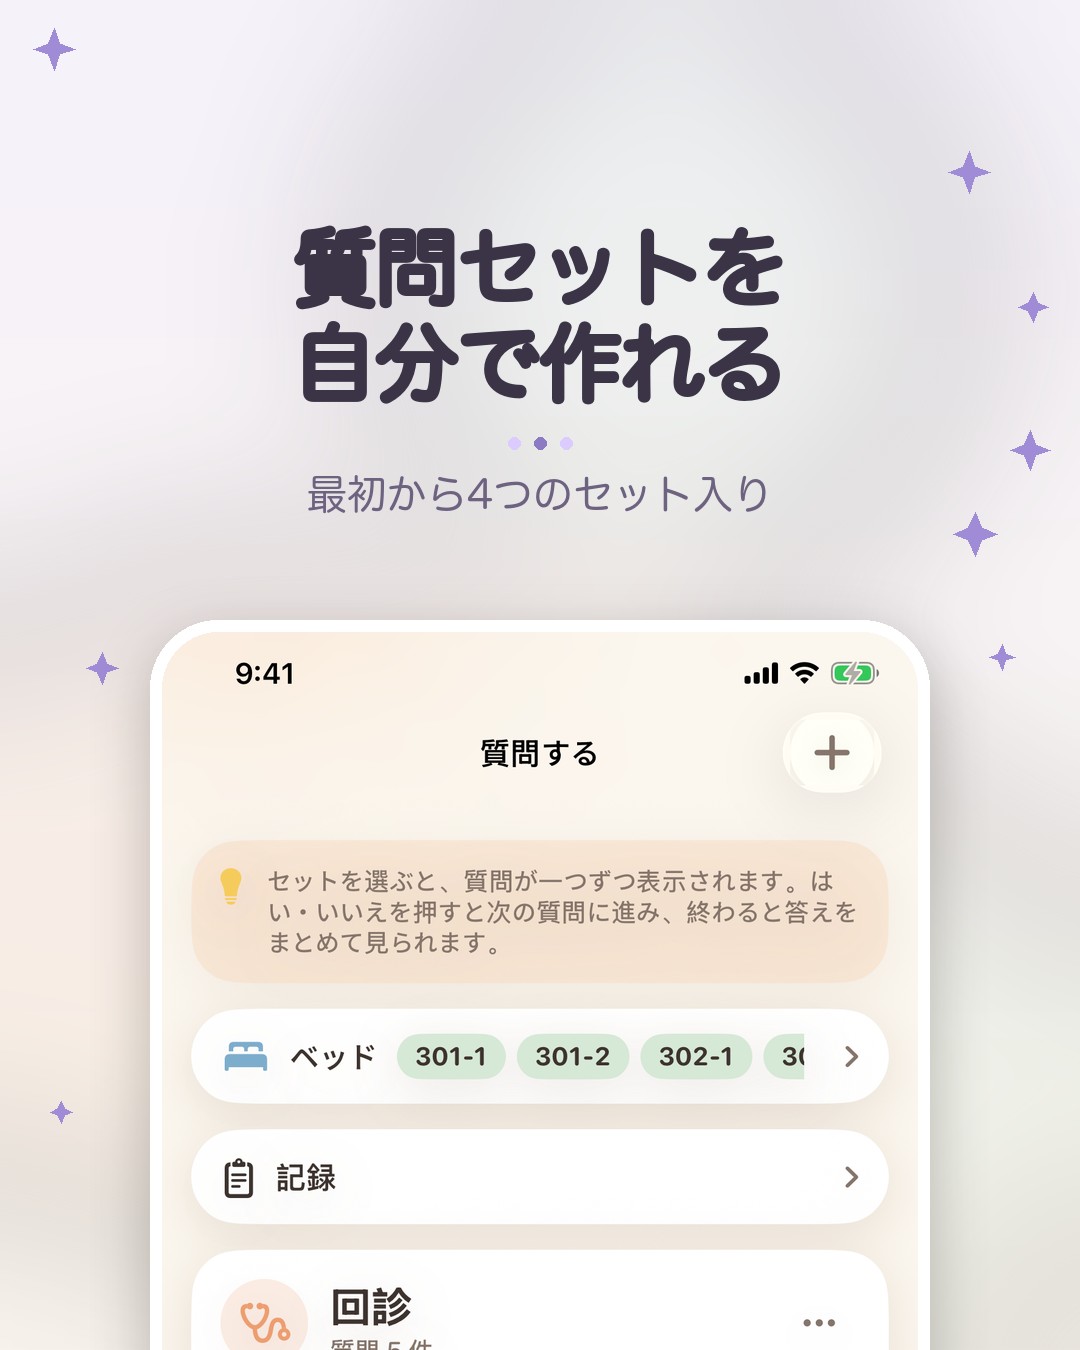 質問セットを
自分で作れる
最初から4つのセット入り
9:41
質問する
セットを選ぶと、質問が一つずつ表示されます。は
い・いいえを押すと次の質問に進み、終わると答えを
まとめて見られます。
ベッド 301-1 301-2 302-1 30
記録
回診
質問 5 件